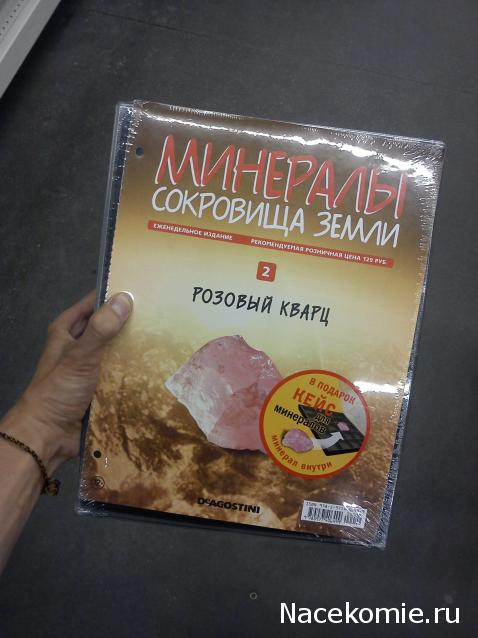 МИНЕРАЛЫ
СОКРОВИЩА ЗЕМЛИ
ЕЖЕНЕДЕЛЬНОЕ ИЗДАНИЕ РЕКОМЕНДУЕМАЯ РОЗНИЧНАЯ ЦЕНА 129 РУБ.
2
РОЗОВЫЙ КВАРЦ
В ПОДАРОК
КЕЙС
для
минералов
минерал внутри
DeAGOSTINI
Nacekomie.ru